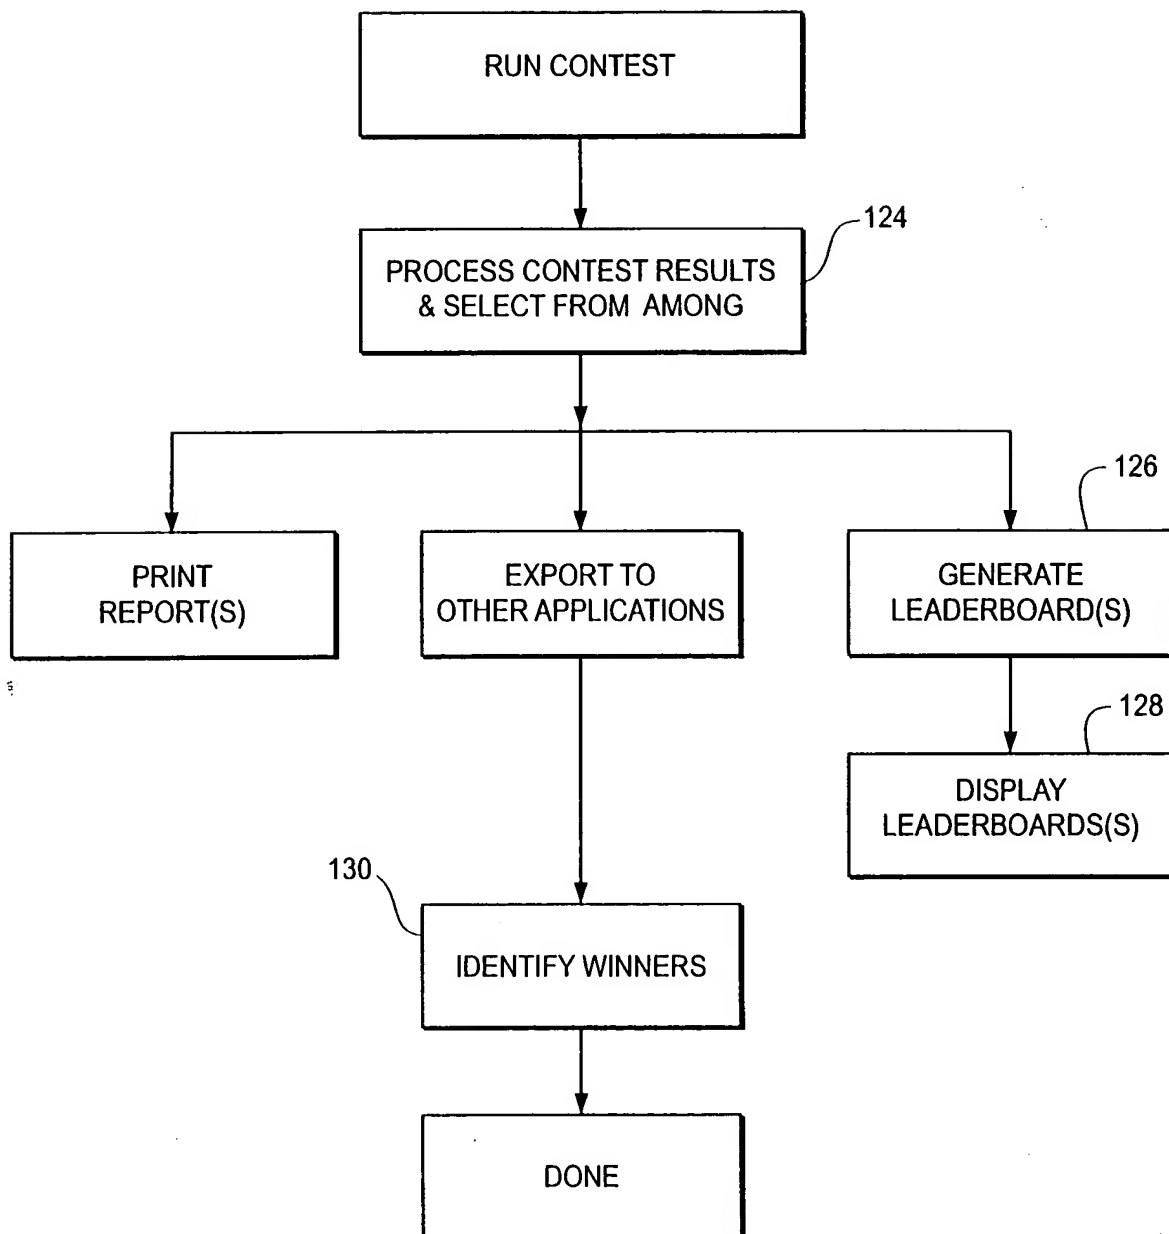 RUN CONTEST
124
PROCESS CONTEST RESULTS
& SELECT FROM AMONG
126
PRINT
REPORT(S)
EXPORT TO
OTHER APPLICATIONS
GENERATE
LEADERBOARD(S)
128
DISPLAY
LEADERBOARDS(S)
130
IDENTIFY WINNERS
DONE